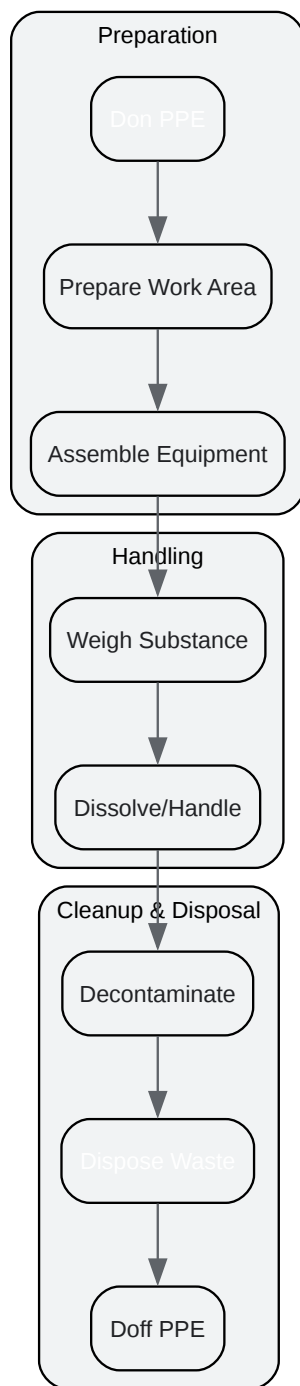 Preparation
Don PPE
Prepare Work Area
Assemble Equipment
Handling
Weigh Substance
Dissolve/Handle
Cleanup & Disposal
Decontaminate
Dispose Waste
Doff PPE